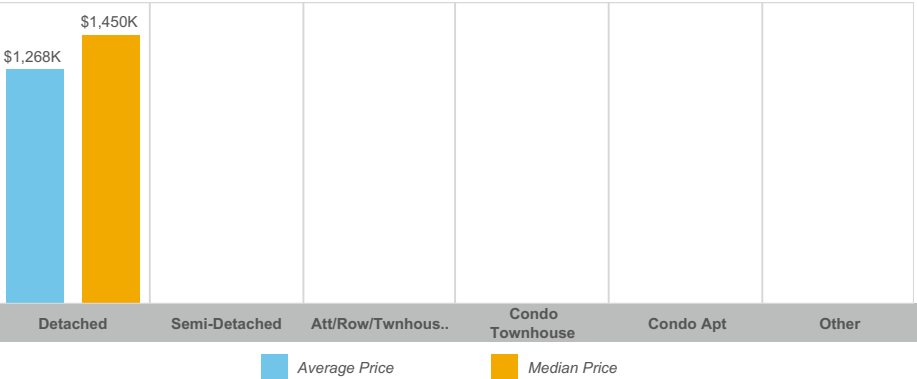 $1,450K
$1,268K
Detached
Semi-Detached
Att/Row/Twnhous..
Condo
Townhouse
Condo Apt
Other
Average Price
Median Price